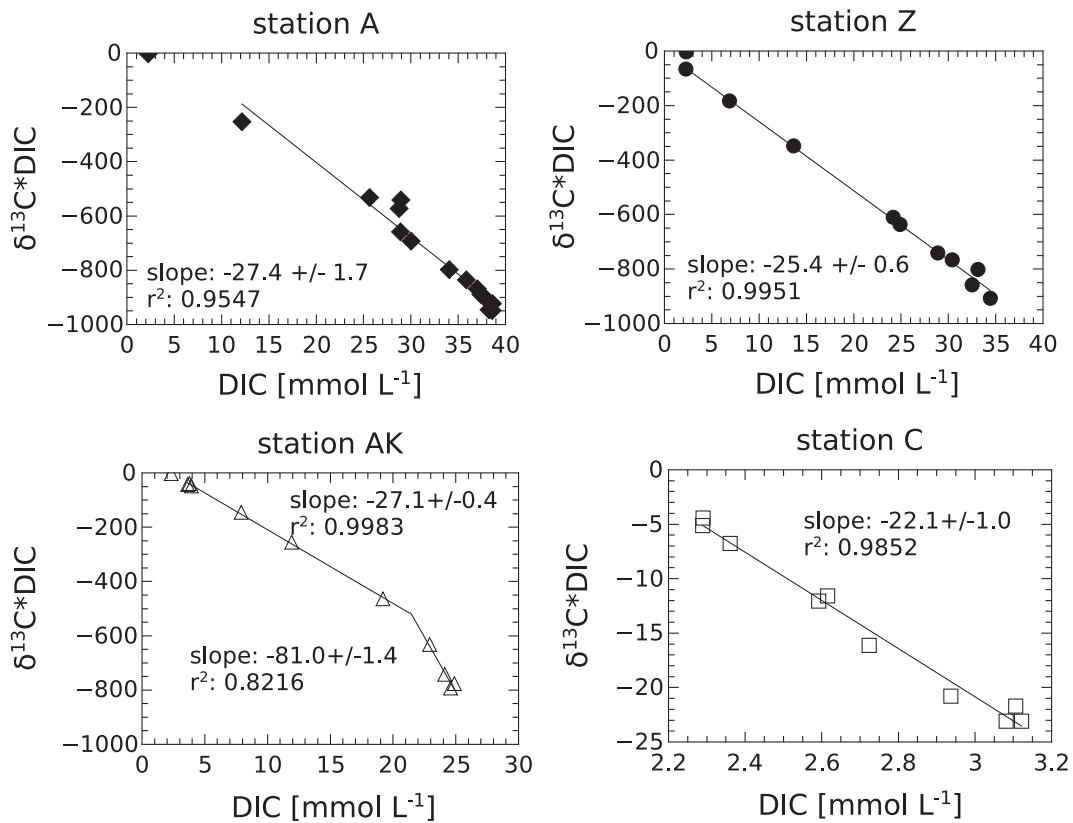 station A
0
−200
−400
−600
−800
−1000
δ¹³C*DIC
slope: -27.4 +/- 1.7
r²: 0.9547
0 5 10 15 20 25 30 35 40
DIC [mmol L⁻¹]
station Z
0
−200
−400
−600
−800
−1000
δ¹³C*DIC
slope: -25.4 +/- 0.6
r²: 0.9951
0 5 10 15 20 25 30 35 40
DIC [mmol L⁻¹]
station AK
0
−200
−400
−600
−800
−1000
δ¹³C*DIC
slope: -27.1+/-0.4
r²: 0.9983
slope: -81.0+/-1.4
r²: 0.8216
0 5 10 15 20 25 30
DIC [mmol L⁻¹]
station C
0
−5
−10
−15
−20
−25
δ¹³C*DIC
slope: -22.1+/-1.0
r²: 0.9852
2.2 2.4 2.6 2.8 3 3.2
DIC [mmol L⁻¹]